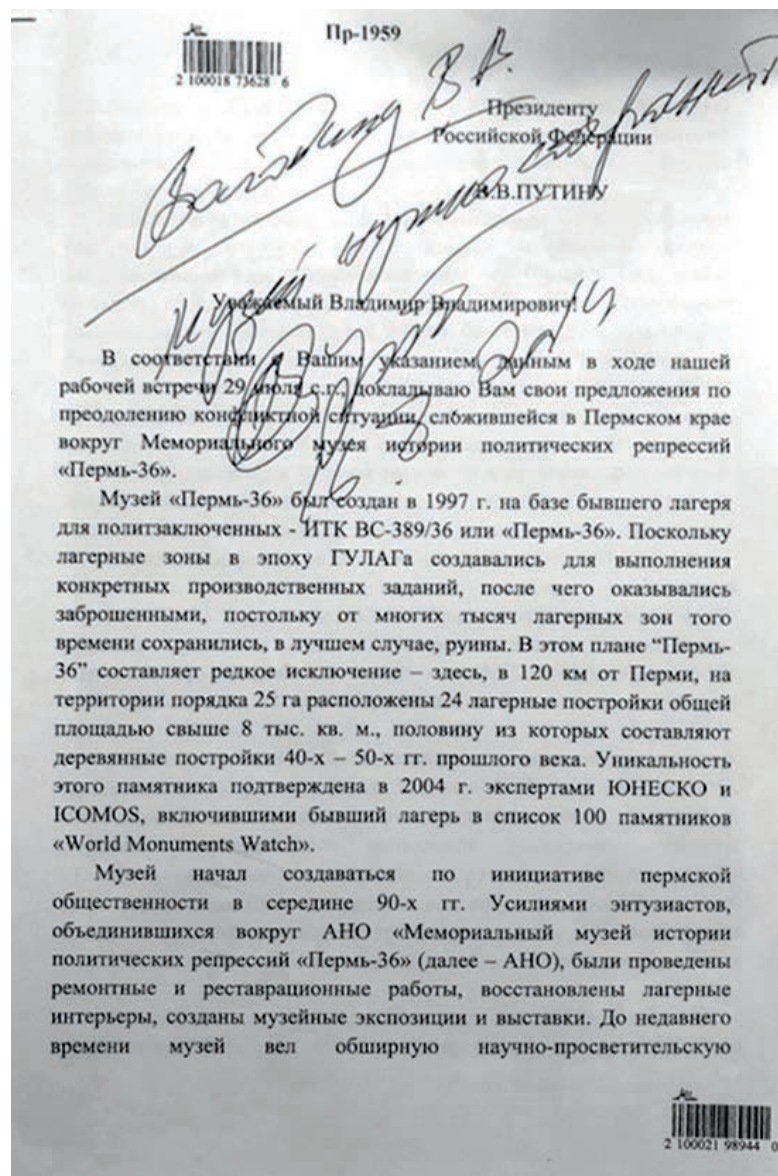 Пр-1959
2 100018 73628 6
Володину В В.
музей нужно сохранить
Президенту
Российской Федерации
В.В.ПУТИНУ
Уважаемый Владимир Владимирович!
В соответствии с Вашим указанием, данным в ходе нашей
рабочей встречи 29 июля с.г., докладываю Вам свои предложения по
преодолению конфликтной ситуации, сложившейся в Пермском крае
вокруг Мемориального музея истории политических репрессий
«Пермь-36».
Музей «Пермь-36» был создан в 1997 г. на базе бывшего лагеря
для политзаключенных - ИТК ВС-389/36 или «Пермь-36». Поскольку
лагерные зоны в эпоху ГУЛАГа создавались для выполнения
конкретных производственных заданий, после чего оказывались
заброшенными, постольку от многих тысяч лагерных зон того
времени сохранились, в лучшем случае, руины. В этом плане “Пермь-
36” составляет редкое исключение – здесь, в 120 км от Перми, на
территории порядка 25 га расположены 24 лагерные постройки общей
площадью свыше 8 тыс. кв. м., половину из которых составляют
деревянные постройки 40-х – 50-х гг. прошлого века. Уникальность
этого памятника подтверждена в 2004 г. экспертами ЮНЕСКО и
ICOMOS, включившими бывший лагерь в список 100 памятников
«World Monuments Watch».
Музей начал создаваться по инициативе пермской
общественности в середине 90-х гг. Усилиями энтузиастов,
объединившихся вокруг АНО «Мемориальный музей истории
политических репрессий «Пермь-36» (далее – АНО), были проведены
ремонтные и реставрационные работы, восстановлены лагерные
интерьеры, созданы музейные экспозиции и выставки. До недавнего
времени музей вел обширную научно-просветительскую
2 100021 98944 0